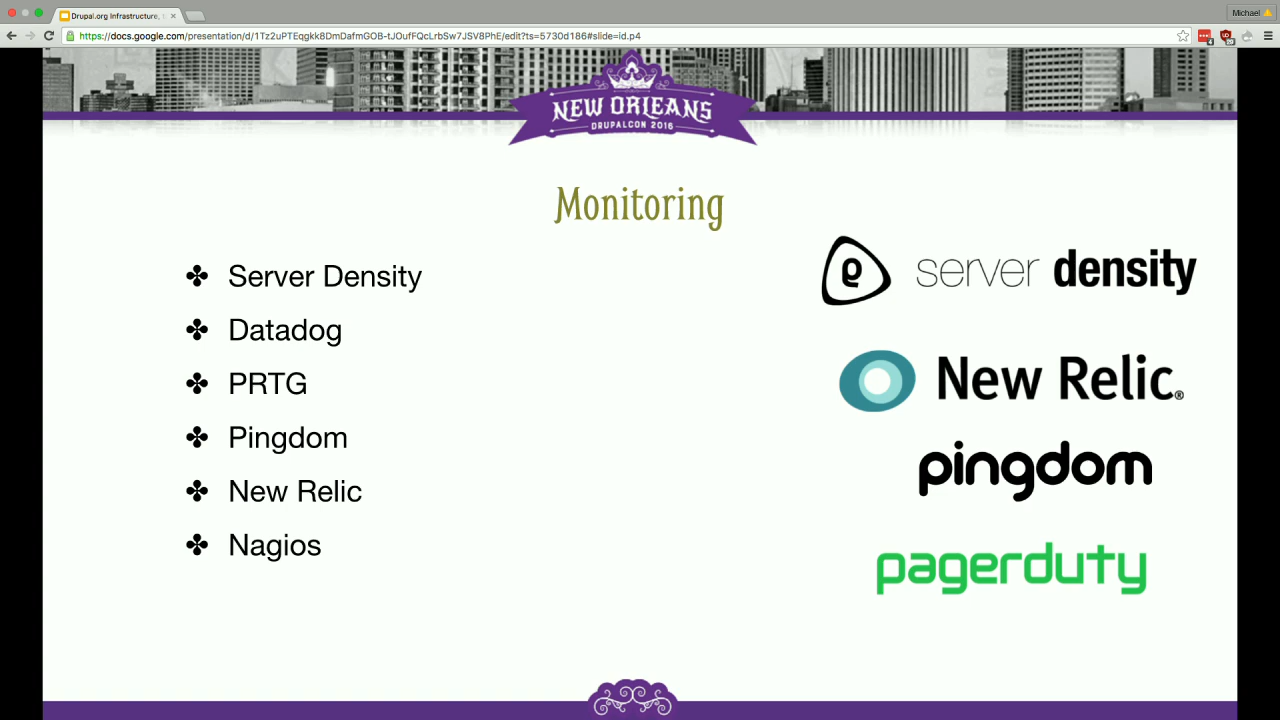 Drupal.org Infrastructure,
Michael
https://docs.google.com/presentation/d/1Tz2uPTEqgkk8DmDafmGOB-tJOufFQcLrbSw7JSV8PhE/edit?ts=5730d186#slide=id.p4
NEW ORLEANS
DRUPALCON 2016
Monitoring
Server Density
Datadog
PRTG
Pingdom
New Relic
Nagios
server density
New Relic®
pingdom
pagerduty